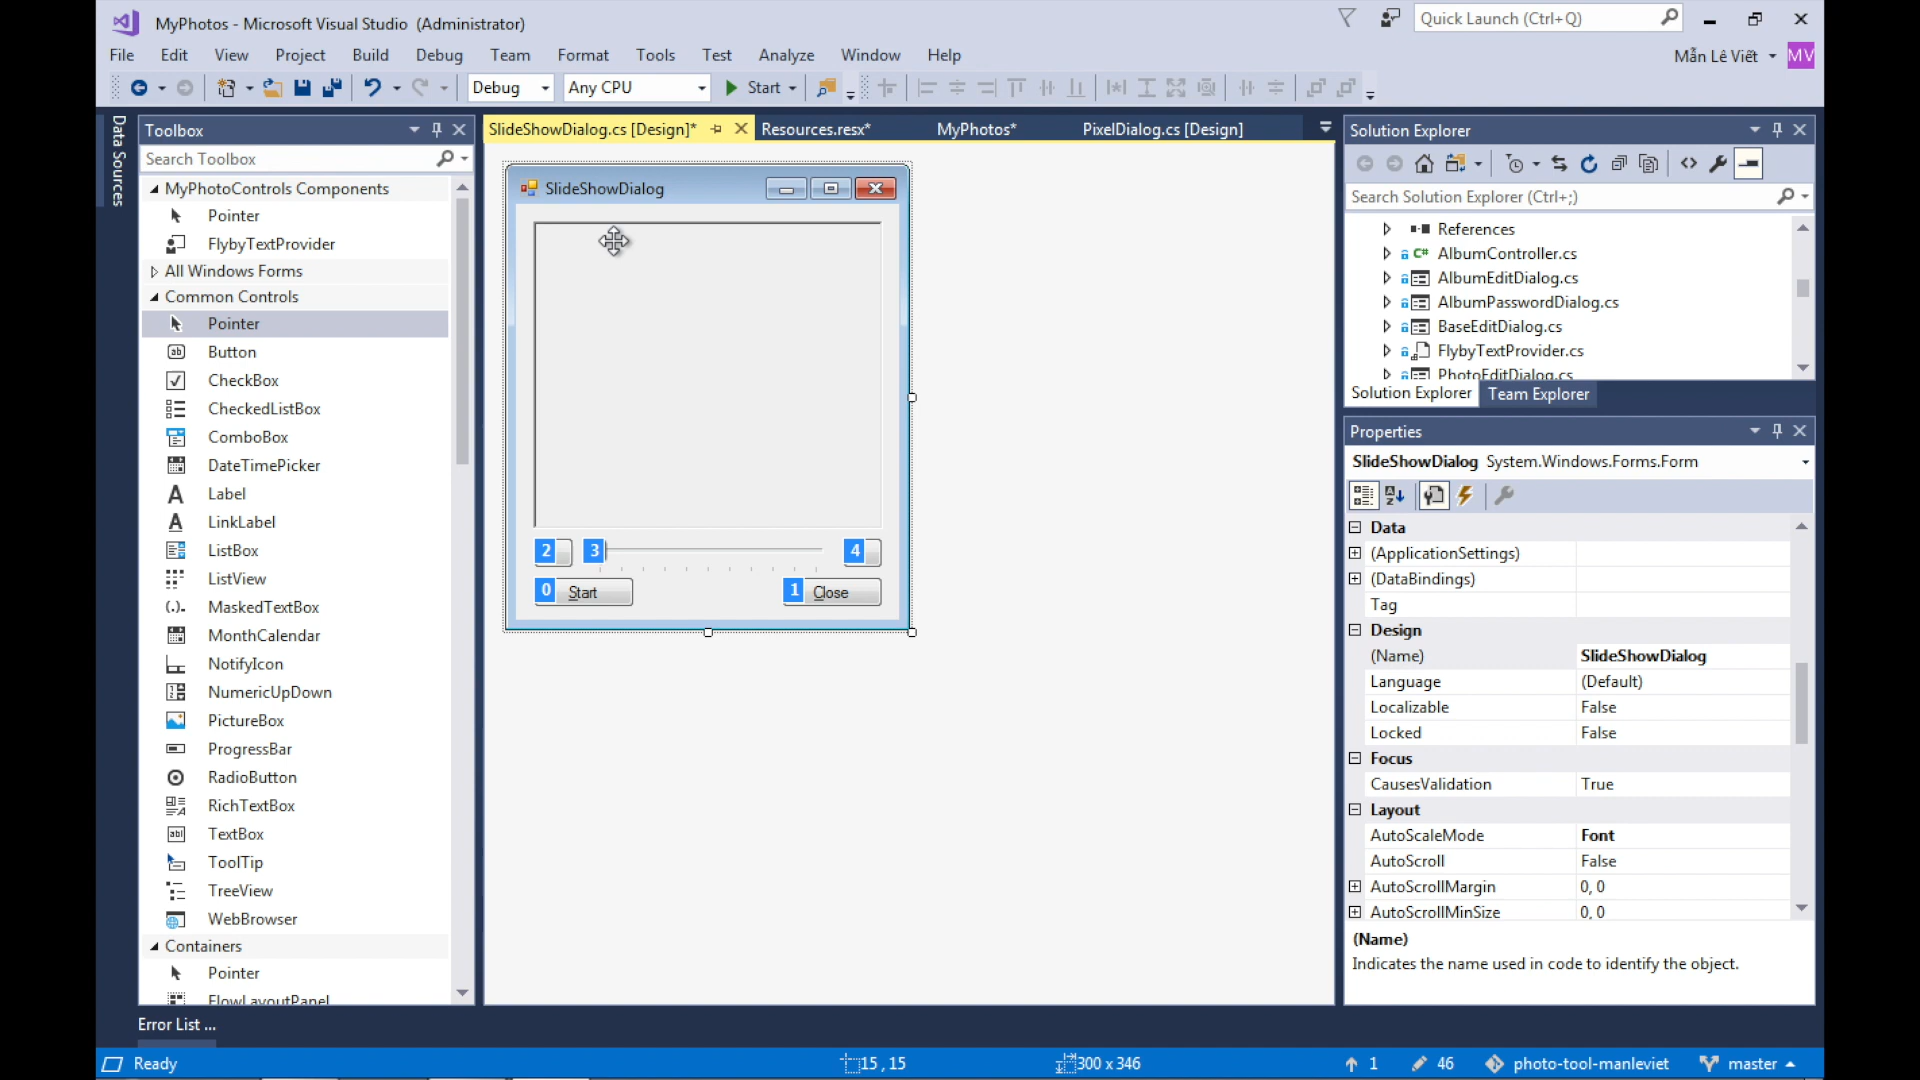 MyPhotos - Microsoft Visual Studio (Administrator)
Quick Launch (Ctrl+Q)
File Edit View Project Build Debug Team Format Tools Test Analyze Window Help
Mẫn Lê Viết
MV
Debug
Any CPU
Start
Data Sources
Toolbox
Search Toolbox
MyPhotoControls Components
Pointer
FlybyTextProvider
All Windows Forms
Common Controls
Pointer
Button
CheckBox
CheckedListBox
ComboBox
DateTimePicker
Label
LinkLabel
ListBox
ListView
MaskedTextBox
MonthCalendar
NotifyIcon
NumericUpDown
PictureBox
ProgressBar
RadioButton
RichTextBox
TextBox
ToolTip
TreeView
WebBrowser
Containers
Pointer
FlowLayoutPanel
SlideShowDialog.cs [Design]*
Resources.resx*
MyPhotos*
PixelDialog.cs [Design]
SlideShowDialog
2
3
4
0 Start
1 Close
Solution Explorer
Search Solution Explorer (Ctrl+;)
References
AlbumController.cs
AlbumEditDialog.cs
AlbumPasswordDialog.cs
BaseEditDialog.cs
FlybyTextProvider.cs
PhotoEditDialog.cs
Solution Explorer
Team Explorer
Properties
SlideShowDialog System.Windows.Forms.Form
Data
(ApplicationSettings)
(DataBindings)
Tag
Design
(Name) SlideShowDialog
Language (Default)
Localizable False
Locked False
Focus
CausesValidation True
Layout
AutoScaleMode Font
AutoScroll False
AutoScrollMargin 0, 0
AutoScrollMinSize 0, 0
(Name)
Indicates the name used in code to identify the object.
Error List ...
Ready
15 , 15
300 x 346
1
46
photo-tool-manleviet
master